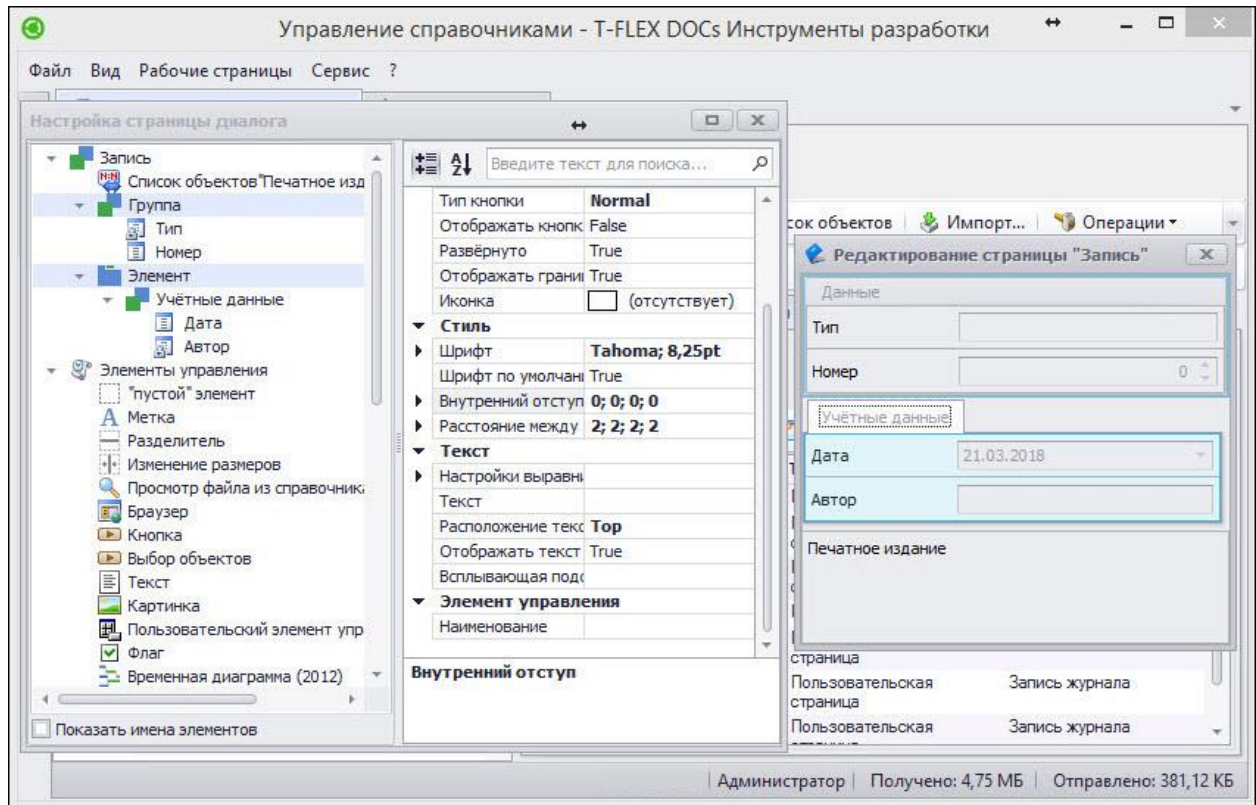 Управление справочниками - T-FLEX DOCs Инструменты разработки
Файл Вид Рабочие страницы Сервис ?
Настройка страницы диалога
Запись
Список объектов"Печатное изд
Группа
Тип
Номер
Элемент
Учётные данные
Дата
Автор
Элементы управления
"пустой" элемент
Метка
Разделитель
Изменение размеров
Просмотр файла из справочник
Браузер
Кнопка
Выбор объектов
Текст
Картинка
Пользовательский элемент упр
Флаг
Временная диаграмма (2012)
Показать имена элементов
Введите текст для поиска...
Тип кнопки Normal
Отображать кнопк False
Развёрнуто True
Отображать грани True
Иконка (отсутствует)
Стиль
Шрифт Tahoma; 8,25pt
Шрифт по умолчани True
Внутренний отступ 0; 0; 0; 0
Расстояние между 2; 2; 2; 2
Текст
Настройки выравни
Текст
Расположение текс Top
Отображать текст True
Всплывающая подс
Элемент управления
Наименование
Внутренний отступ
сок объектов Импорт... Операции
Редактирование страницы "Запись"
Данные
Тип
Номер 0
Учётные данные
Дата 21.03.2018
Автор
Печатное издание
страница
Пользовательская Запись журнала
страница
Пользовательская Запись журнала
Администратор Получено: 4,75 МБ Отправлено: 381,12 КБ